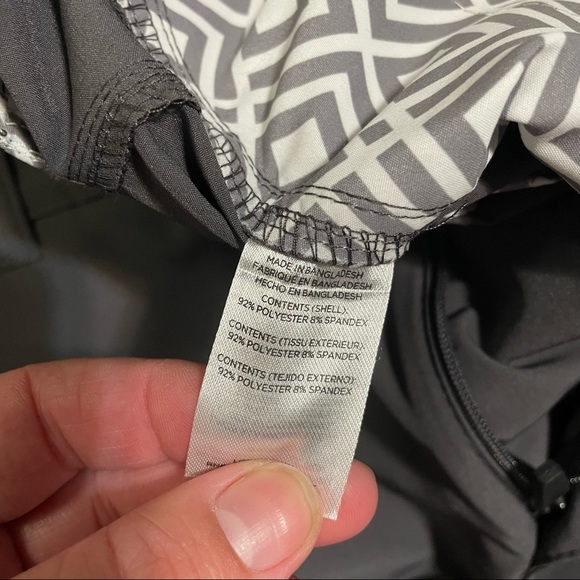 MADE IN BANGLADESH
FABRIQUÉ EN BANGLADESH
HECHO EN BANGLADESH
CONTENTS (SHELL):
92% POLYESTER 8% SPANDEX
CONTENTS (TISSU EXTERIEUR):
92% POLYESTER 8% SPANDEX
CONTENTS (TEJIDO EXTERNO):
92% POLYESTER 8% SPANDEX